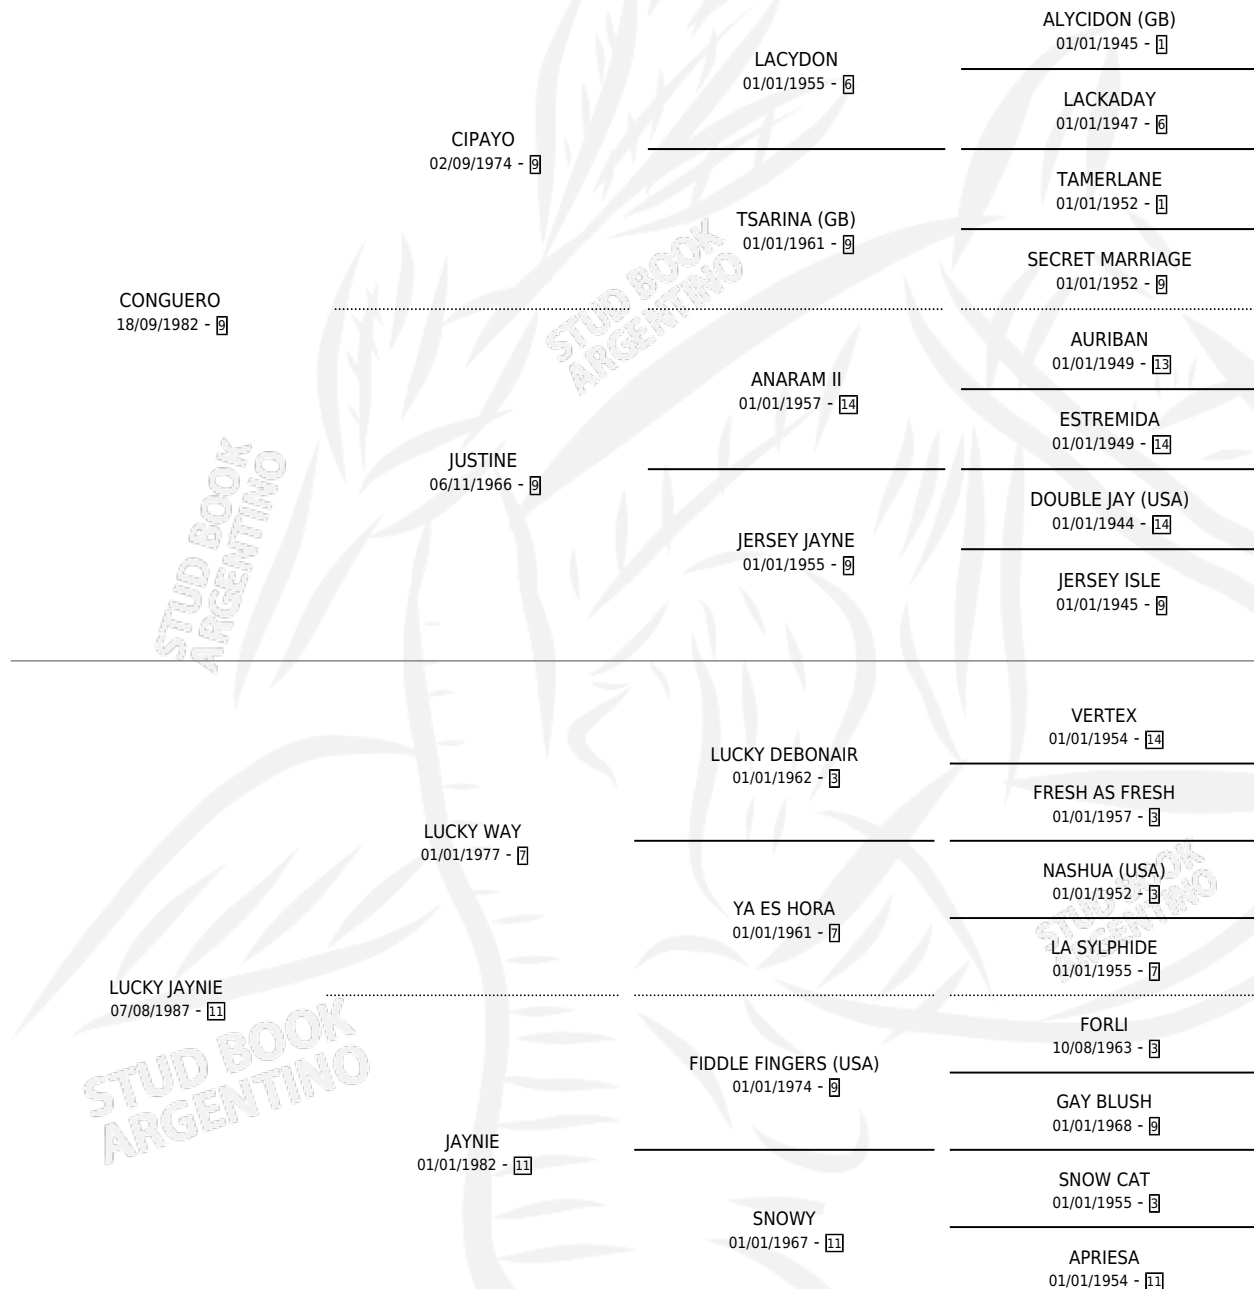 ALYCIDON (GB)
01/01/1945 - 1
LACYDON
01/01/1955 - 6
LACKADAY
01/01/1947 - 6
CIPAYO
02/09/1974 - 9
TAMERLANE
01/01/1952 - 1
TSARINA (GB)
01/01/1961 - 9
SECRET MARRIAGE
01/01/1952 - 9
CONGUERO
18/09/1982 - 9
STUD BOOK
ARGENTINO
AURIBAN
01/01/1949 - 13
ANARAM II
01/01/1957 - 14
ESTREMIDA
01/01/1949 - 14
JUSTINE
06/11/1966 - 9
DOUBLE JAY (USA)
01/01/1944 - 14
JERSEY JAYNE
01/01/1955 - 9
JERSEY ISLE
01/01/1945 - 9
STUD BOOK
ARGENTINO
VERTEX
01/01/1954 - 14
LUCKY DEBONAIR
01/01/1962 - 3
FRESH AS FRESH
01/01/1957 - 3
LUCKY WAY
01/01/1977 - 7
NASHUA (USA)
01/01/1952 - 3
YA ES HORA
01/01/1961 - 7
STUD BOOK
ARGENTINO
LA SYLPHIDE
01/01/1955 - 7
LUCKY JAYNIE
07/08/1987 - 11
FORLI
10/08/1963 - 3
FIDDLE FINGERS (USA)
01/01/1974 - 9
GAY BLUSH
01/01/1968 - 9
STUD BOOK
ARGENTINO
JAYNIE
01/01/1982 - 11
SNOW CAT
01/01/1955 - 3
SNOWY
01/01/1967 - 11
APRIESA
01/01/1954 - 11